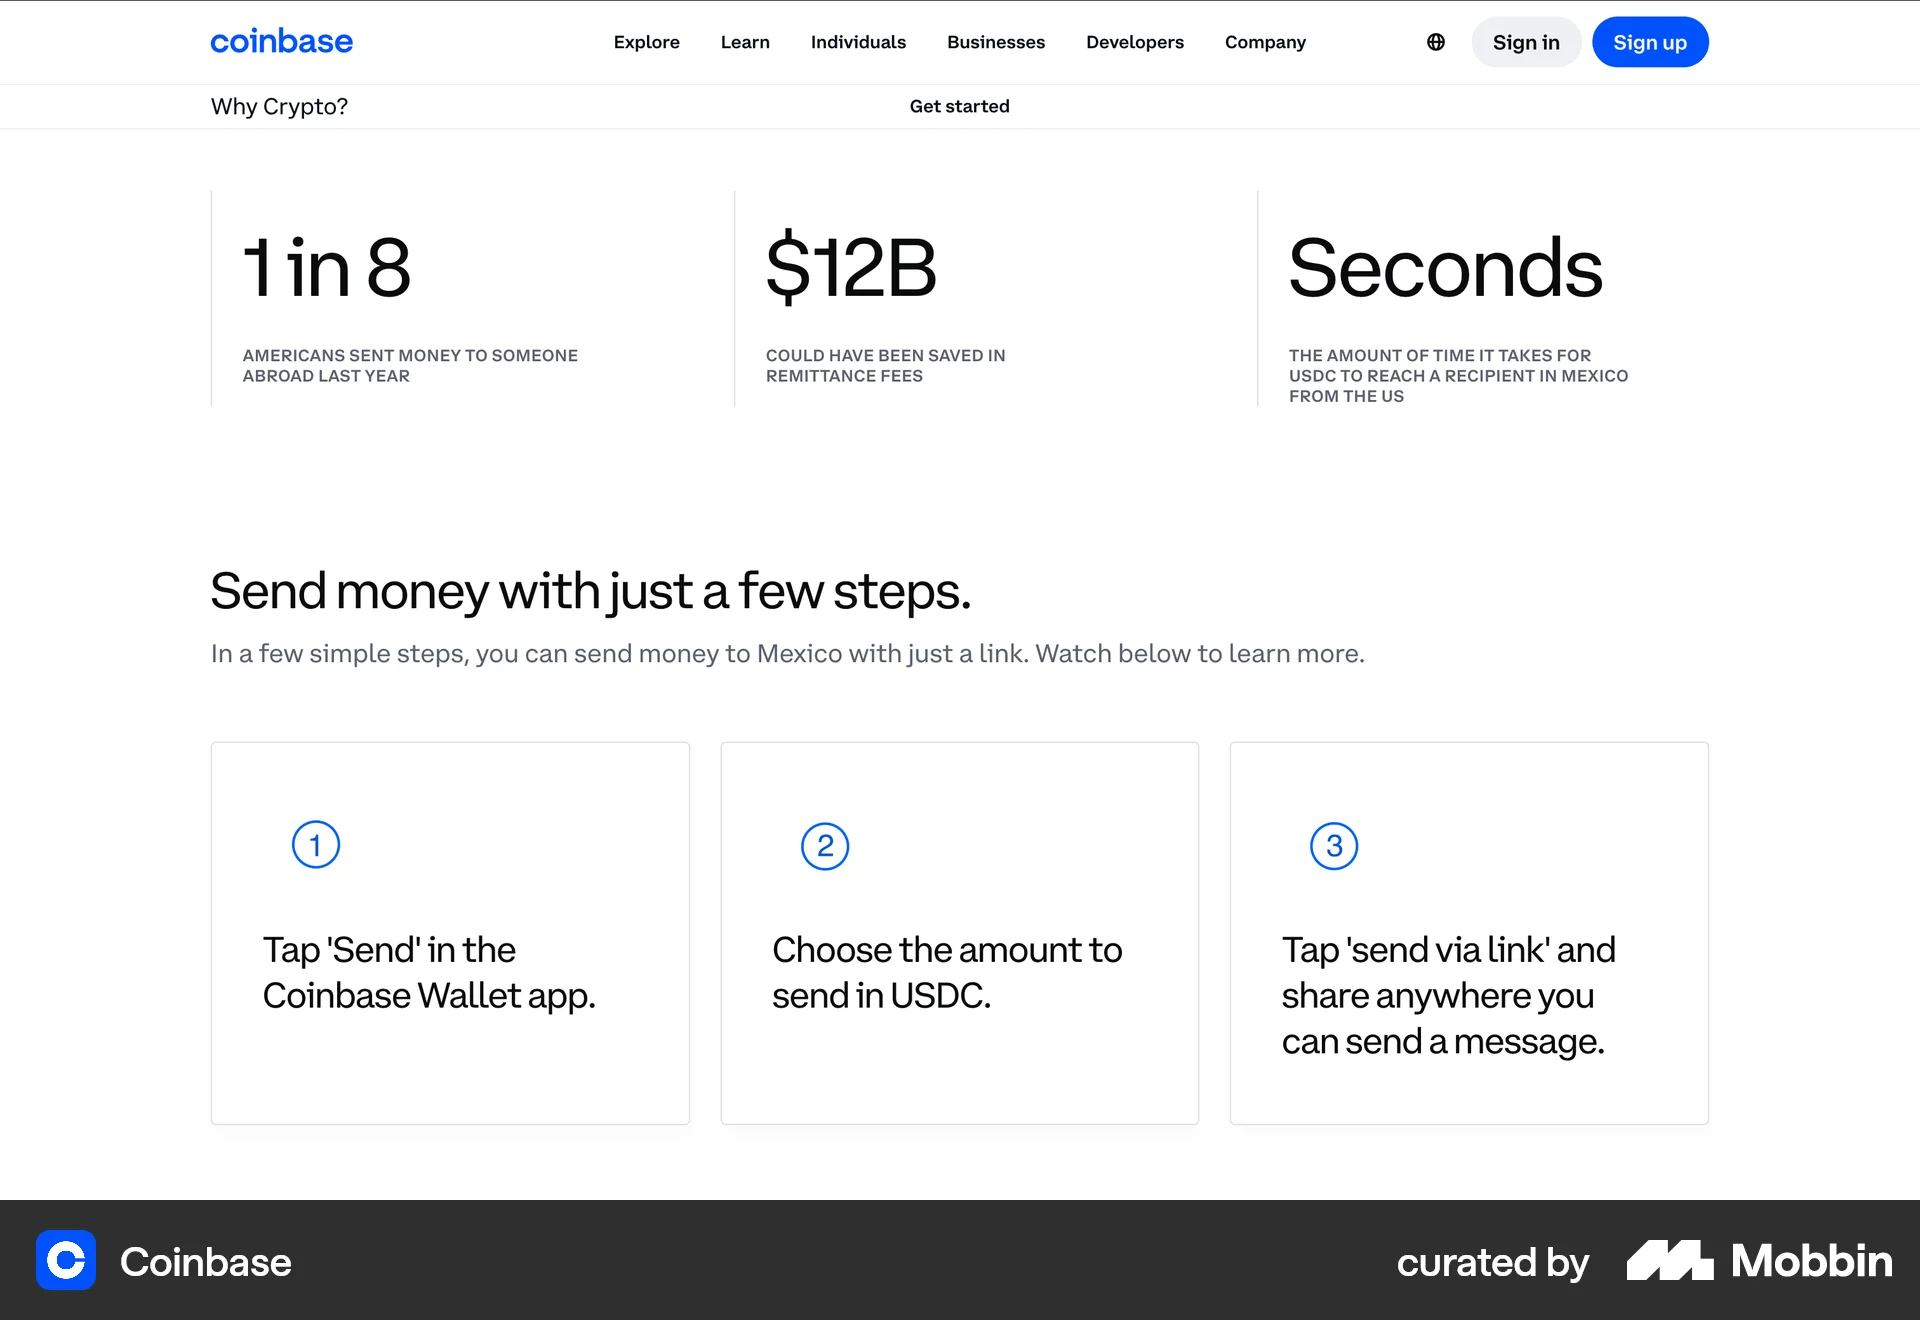 coinbase
Explore
Learn
Individuals
Businesses
Developers
Company
Sign in
Sign up
Why Crypto?
Get started
1 in 8
AMERICANS SENT MONEY TO SOMEONE
ABROAD LAST YEAR
$12B
COULD HAVE BEEN SAVED IN
REMITTANCE FEES
Seconds
THE AMOUNT OF TIME IT TAKES FOR
USDC TO REACH A RECIPIENT IN MEXICO
FROM THE US
Send money with just a few steps.
In a few simple steps, you can send money to Mexico with just a link. Watch below to learn more.
1
Tap 'Send' in the
Coinbase Wallet app.
2
Choose the amount to
send in USDC.
3
Tap 'send via link' and
share anywhere you
can send a message.
Coinbase
curated by
Mobbin